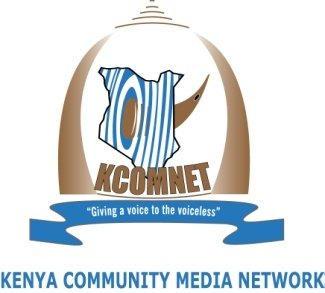 KCOMNET
"Giving a voice to the voiceless"
KENYA COMMUNITY MEDIA NETWORK